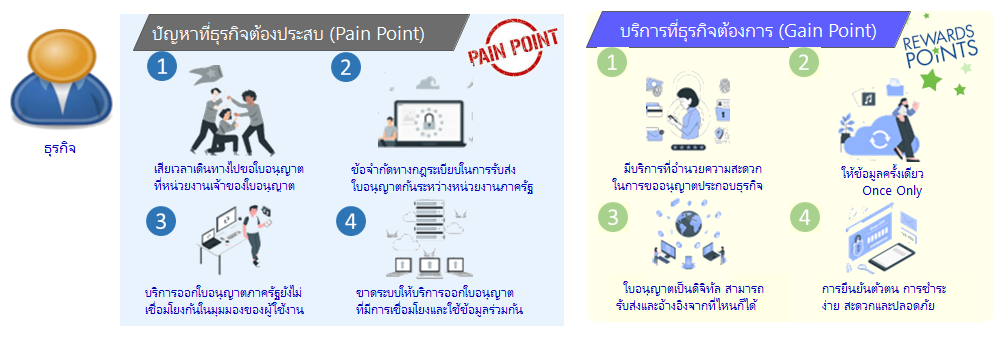 ธุรกิจ
ปัญหาที่ธุรกิจต้องประสบ (Pain Point)
PAIN POINT
1
เสียเวลาเดินทางไปขอใบอนุญาต
ที่หน่วยงานเจ้าของใบอนุญาต
2
ข้อจำกัดทางกฎระเบียบในการรับส่ง
ใบอนุญาตกันระหว่างหน่วยงานภาครัฐ
3
บริการออกใบอนุญาตภาครัฐยังไม่
เชื่อมโยงกันในมุมมองของผู้ใช้งาน
4
ขาดระบบให้บริการออกใบอนุญาต
ที่มีการเชื่อมโยงและใช้ข้อมูลร่วมกัน
บริการที่ธุรกิจต้องการ (Gain Point)
REWARDS
POINTS
1
มีบริการที่อำนวยความสะดวก
ในการขออนุญาตประกอบธุรกิจ
2
ให้ข้อมูลครั้งเดียว
Once Only
3
ใบอนุญาตเป็นดิจิทัล สามารถ
รับส่งและอ้างอิงจากที่ไหนก็ได้
4
การยืนยันตัวตน การชำระ
ง่าย สะดวกและปลอดภัย